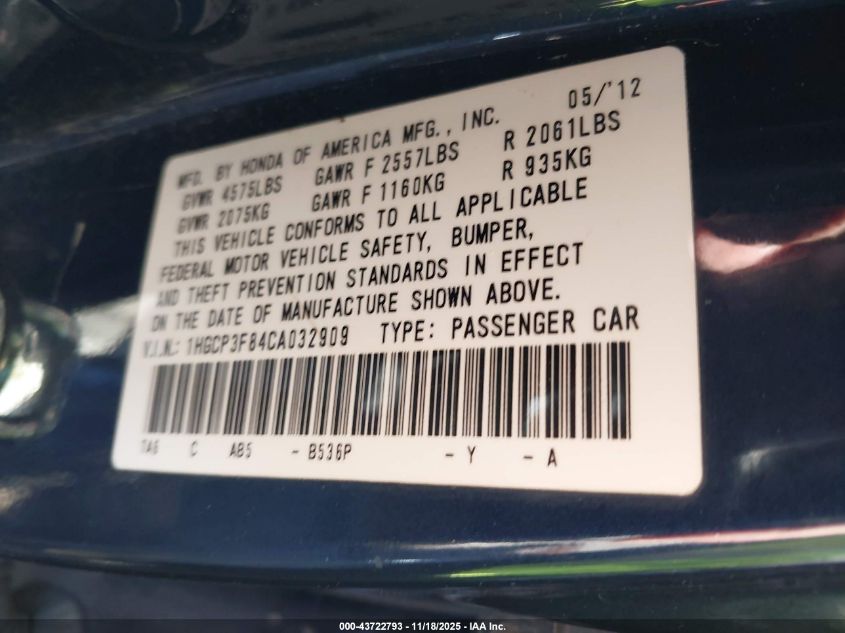 05/'12
MFD. BY HONDA OF AMERICA MFG., INC.
GVWR 4575LBS GAWR F 2557LBS R 2061LBS
GVWR 2075KG GAWR F 1160KG R 935KG
THIS VEHICLE CONFORMS TO ALL APPLICABLE
FEDERAL MOTOR VEHICLE SAFETY, BUMPER,
AND THEFT PREVENTION STANDARDS IN EFFECT
ON THE DATE OF MANUFACTURE SHOWN ABOVE.
V.I.N.: 1HGCP3F84CA032909 TYPE: PASSENGER CAR
TA6 C AB5 - B536P - Y - A
000-43722793 - 11/18/2025 - IAA Inc.